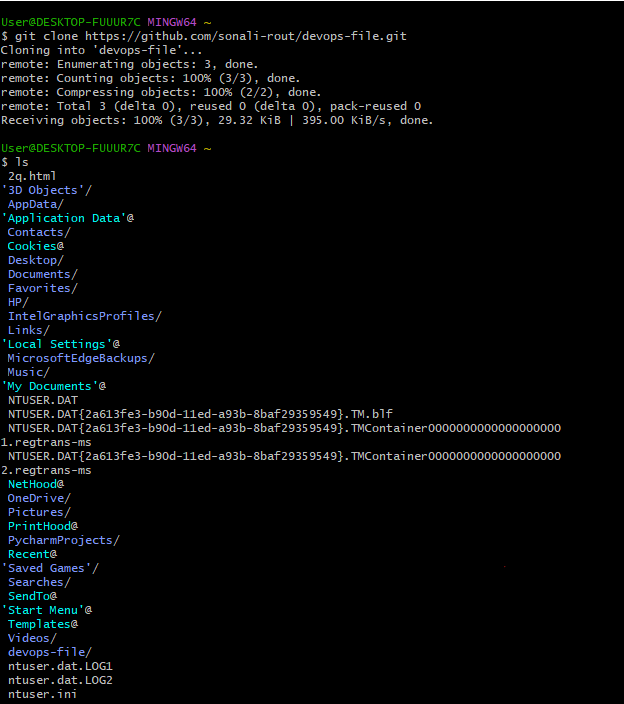 User@DESKTOP-FUUUR7C MINGW64 ~
$ git clone https://github.com/sonali-rout/devops-file.git
Cloning into 'devops-file'...
remote: Enumerating objects: 3, done.
remote: Counting objects: 100% (3/3), done.
remote: Compressing objects: 100% (2/2), done.
remote: Total 3 (delta 0), reused 0 (delta 0), pack-reused 0
Receiving objects: 100% (3/3), 29.32 KiB | 395.00 KiB/s, done.
User@DESKTOP-FUUUR7C MINGW64 ~
$ ls
2q.html
'3D Objects'/
AppData/
'Application Data'@
Contacts/
Cookies@
Desktop/
Documents/
Favorites/
HP/
IntelGraphicsProfiles/
Links/
'Local Settings'@
MicrosoftEdgeBackups/
Music/
'My Documents'@
NTUSER.DAT
NTUSER.DAT{2a613fe3-b90d-11ed-a93b-8baf29359549}.TM.blf
NTUSER.DAT{2a613fe3-b90d-11ed-a93b-8baf29359549}.TMContainer0000000000000000000
1.regtrans-ms
NTUSER.DAT{2a613fe3-b90d-11ed-a93b-8baf29359549}.TMContainer0000000000000000000
2.regtrans-ms
NetHood@
OneDrive/
Pictures/
PrintHood@
PycharmProjects/
Recent@
'Saved Games'/
Searches/
SendTo@
'Start Menu'@
Templates@
Videos/
devops-file/
ntuser.dat.LOG1
ntuser.dat.LOG2
ntuser.ini